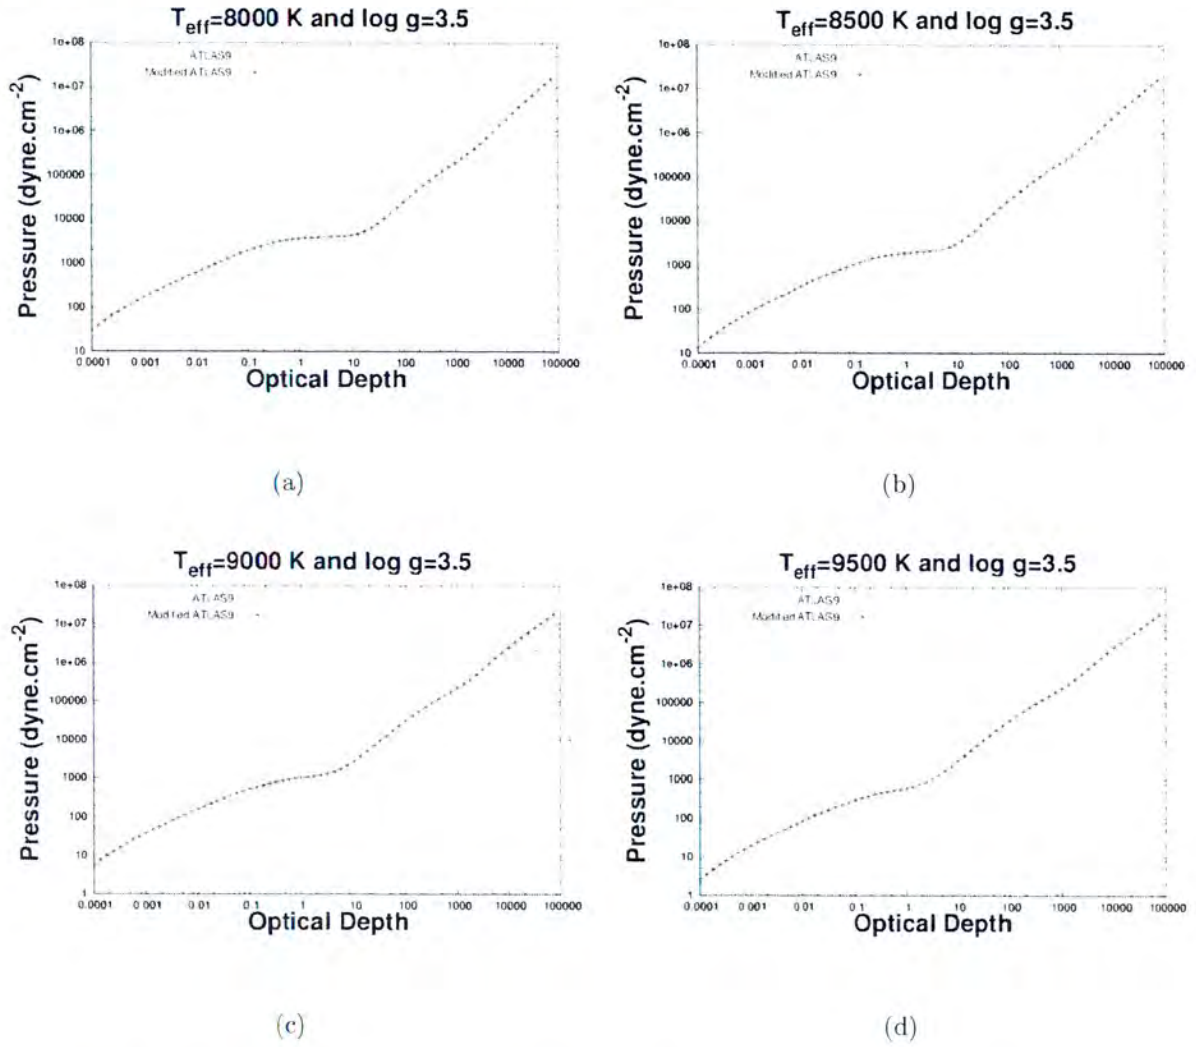 T_eff=8000 K and log g=3.5
ATLAS9
Modified ATLAS9
Pressure (dyne.cm^-2)
1e+08
1e+07
1e+06
100000
10000
1000
100
10
0.0001 0.001 0.01 0.1 1 10 100 1000 10000 100000
Optical Depth
(a)
T_eff=8500 K and log g=3.5
ATLAS9
Modified ATLAS9
Pressure (dyne.cm^-2)
1e+08
1e+07
1e+06
100000
10000
1000
100
10
0.0001 0.001 0.01 0.1 1 10 100 1000 10000 100000
Optical Depth
(b)
T_eff=9000 K and log g=3.5
ATLAS9
Modified ATLAS9
Pressure (dyne.cm^-2)
1e+08
1e+07
1e+06
100000
10000
1000
100
10
1
0.0001 0.001 0.01 0.1 1 10 100 1000 10000 100000
Optical Depth
(c)
T_eff=9500 K and log g=3.5
ATLAS9
Modified ATLAS9
Pressure (dyne.cm^-2)
1e+08
1e+07
1e+06
100000
10000
1000
100
10
1
0.0001 0.001 0.01 0.1 1 10 100 1000 10000 100000
Optical Depth
(d)